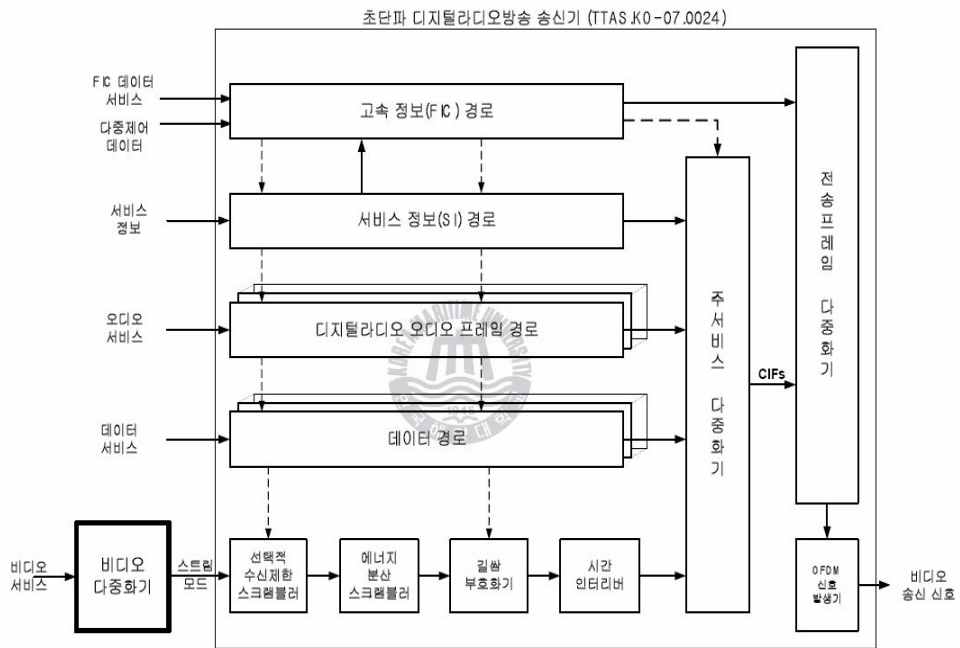 초단파 디지털라디오방송 송신기 (TTAS.KO-07.0024)
FIC 데이터
서비스
다중제어
데이터
고속 정보(FIC) 경로
서비스
정보
서비스 정보(SI) 경로
오디오
서비스
디지털라디오 오디오 프레임 경로
데이터
서비스
데이터 경로
비디오
서비스
비디오
다중화기
스트림
모드
선택적
수신제한
스크램블러
에너지
분산
스크램블러
길쌈
부호화기
시간
인터리버
주서비스 다중화기
CIFs
전송프레임 다중화기
OFDM
신호
발생기
비디오
송신 신호
KOREA MARITIME UNIVERSITY
1945